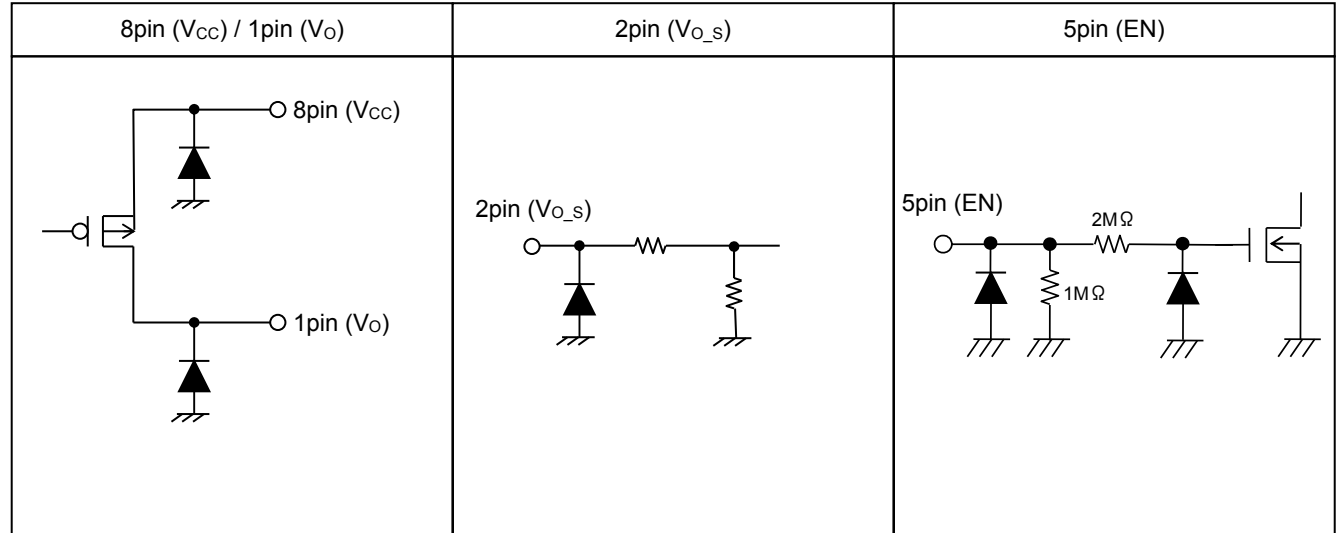 8pin (VCC) / 1pin (VO)
2pin (VO_S)
5pin (EN)
8pin (VCC)
1pin (VO)
2pin (VO_S)
5pin (EN)
2MΩ
1MΩ